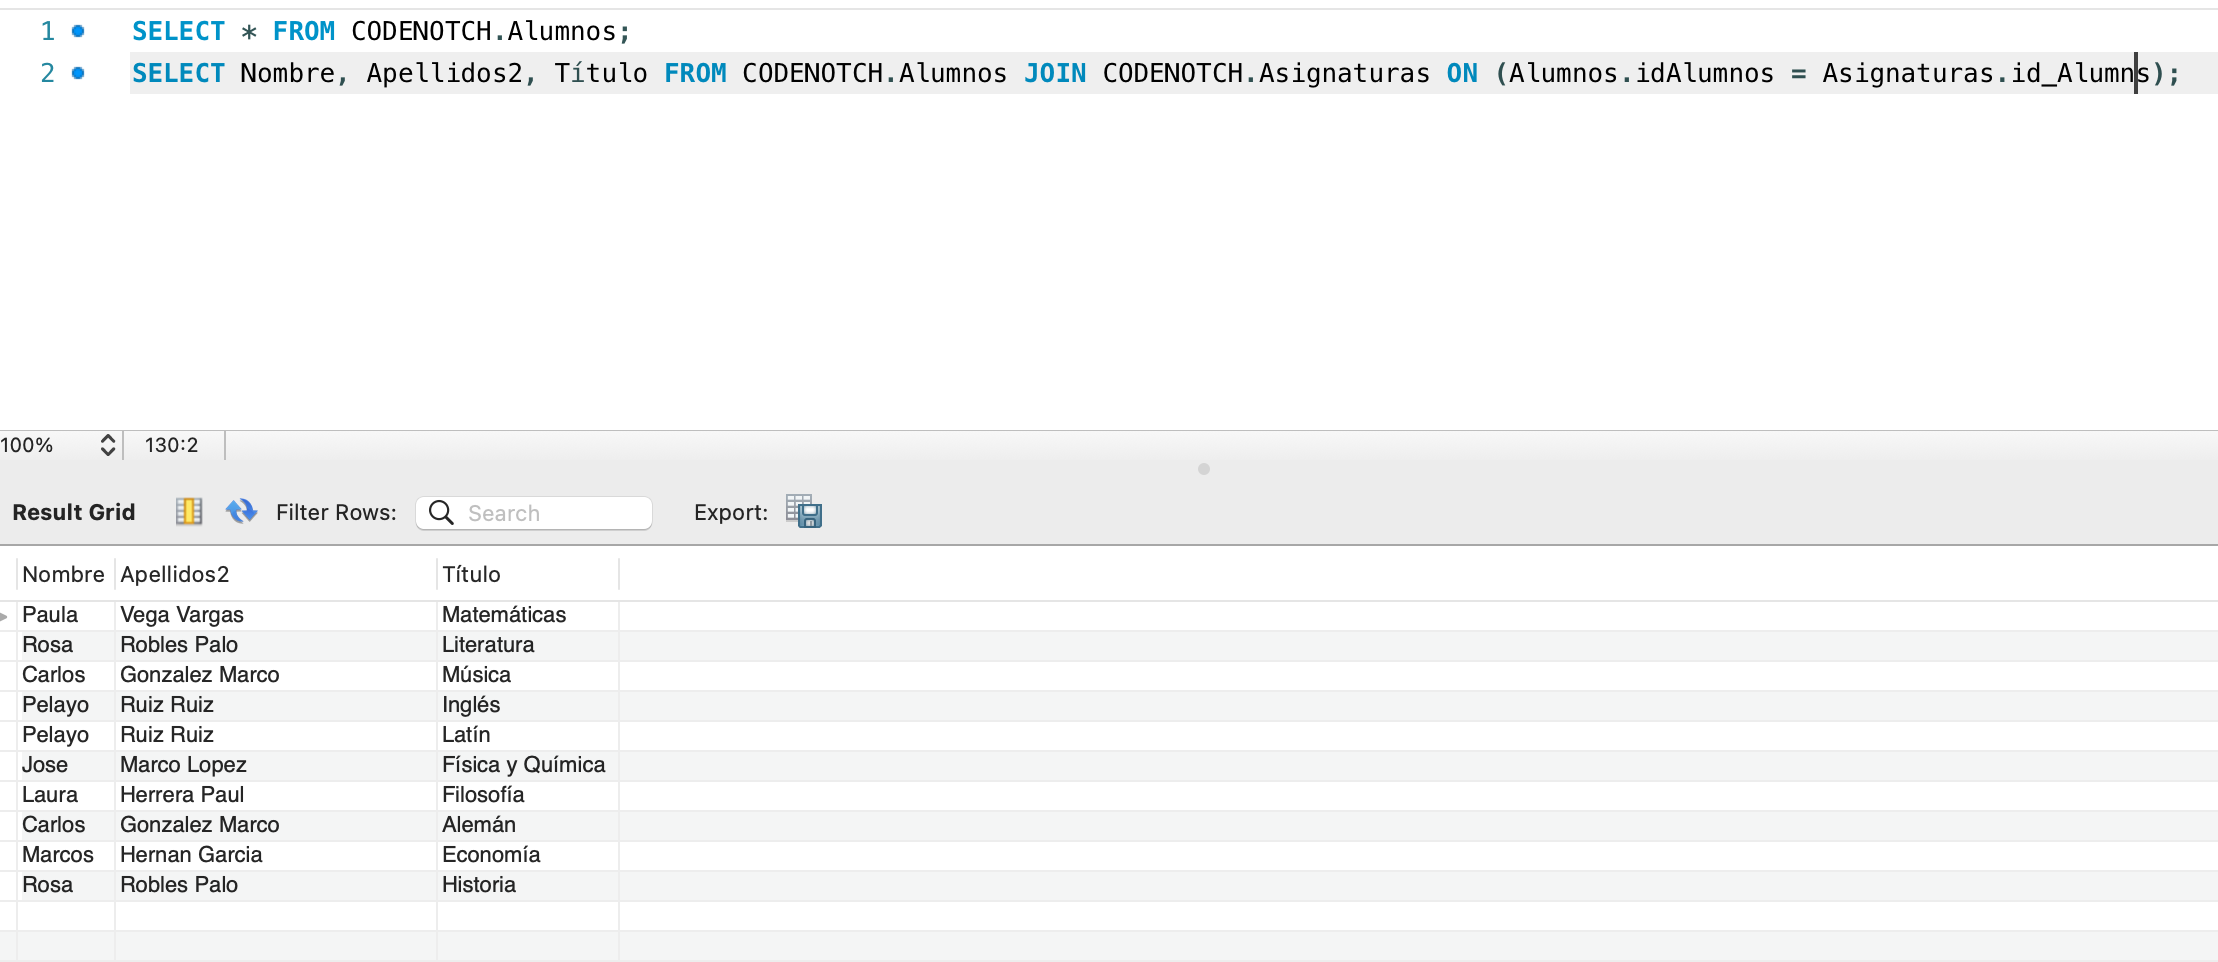 1 SELECT * FROM CODENOTCH.Alumnos;
2 SELECT Nombre, Apellidos2, Título FROM CODENOTCH.Alumnos JOIN CODENOTCH.Asignaturas ON (Alumnos.idAlumnos = Asignaturas.id_Alumns);
100% 130:2
Result Grid Filter Rows: Search Export:
Nombre Apellidos2 Título
Paula Vega Vargas Matemáticas
Rosa Robles Palo Literatura
Carlos Gonzalez Marco Música
Pelayo Ruiz Ruiz Inglés
Pelayo Ruiz Ruiz Latín
Jose Marco Lopez Física y Química
Laura Herrera Paul Filosofía
Carlos Gonzalez Marco Alemán
Marcos Hernan Garcia Economía
Rosa Robles Palo Historia